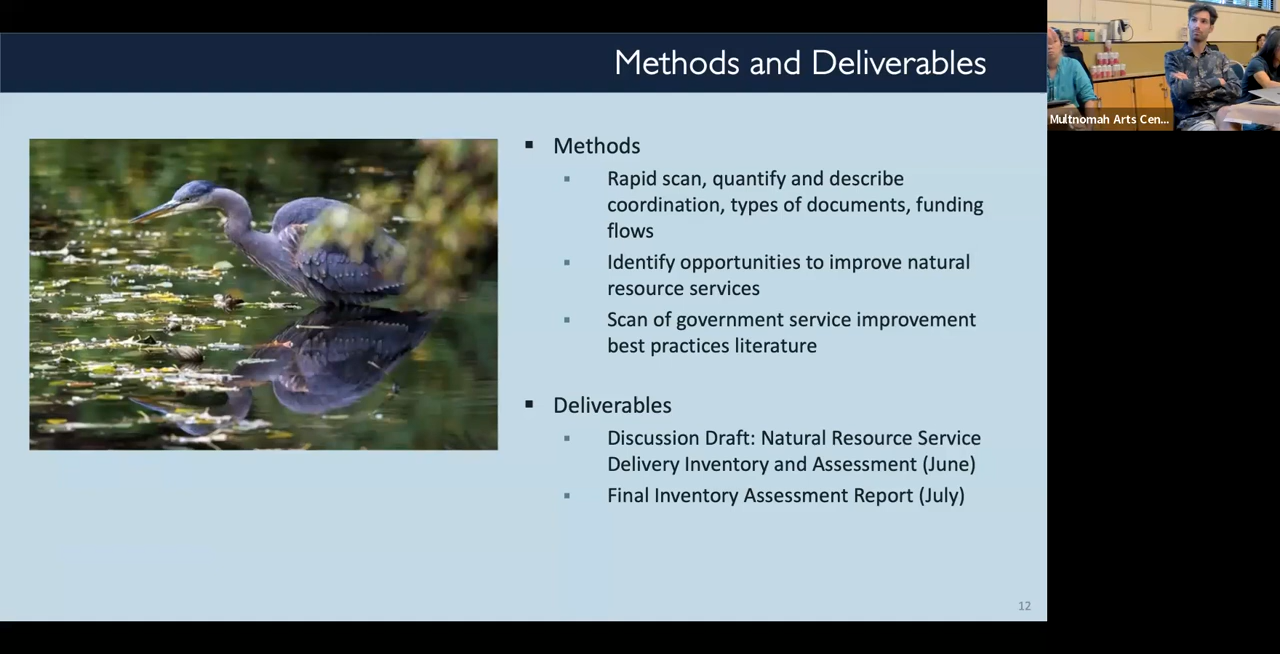 Methods and Deliverables
Multnomah Arts Cen...
▪ Methods
▪ Rapid scan, quantify and describe
coordination, types of documents, funding
flows
▪ Identify opportunities to improve natural
resource services
▪ Scan of government service improvement
best practices literature
▪ Deliverables
▪ Discussion Draft: Natural Resource Service
Delivery Inventory and Assessment (June)
▪ Final Inventory Assessment Report (July)
12